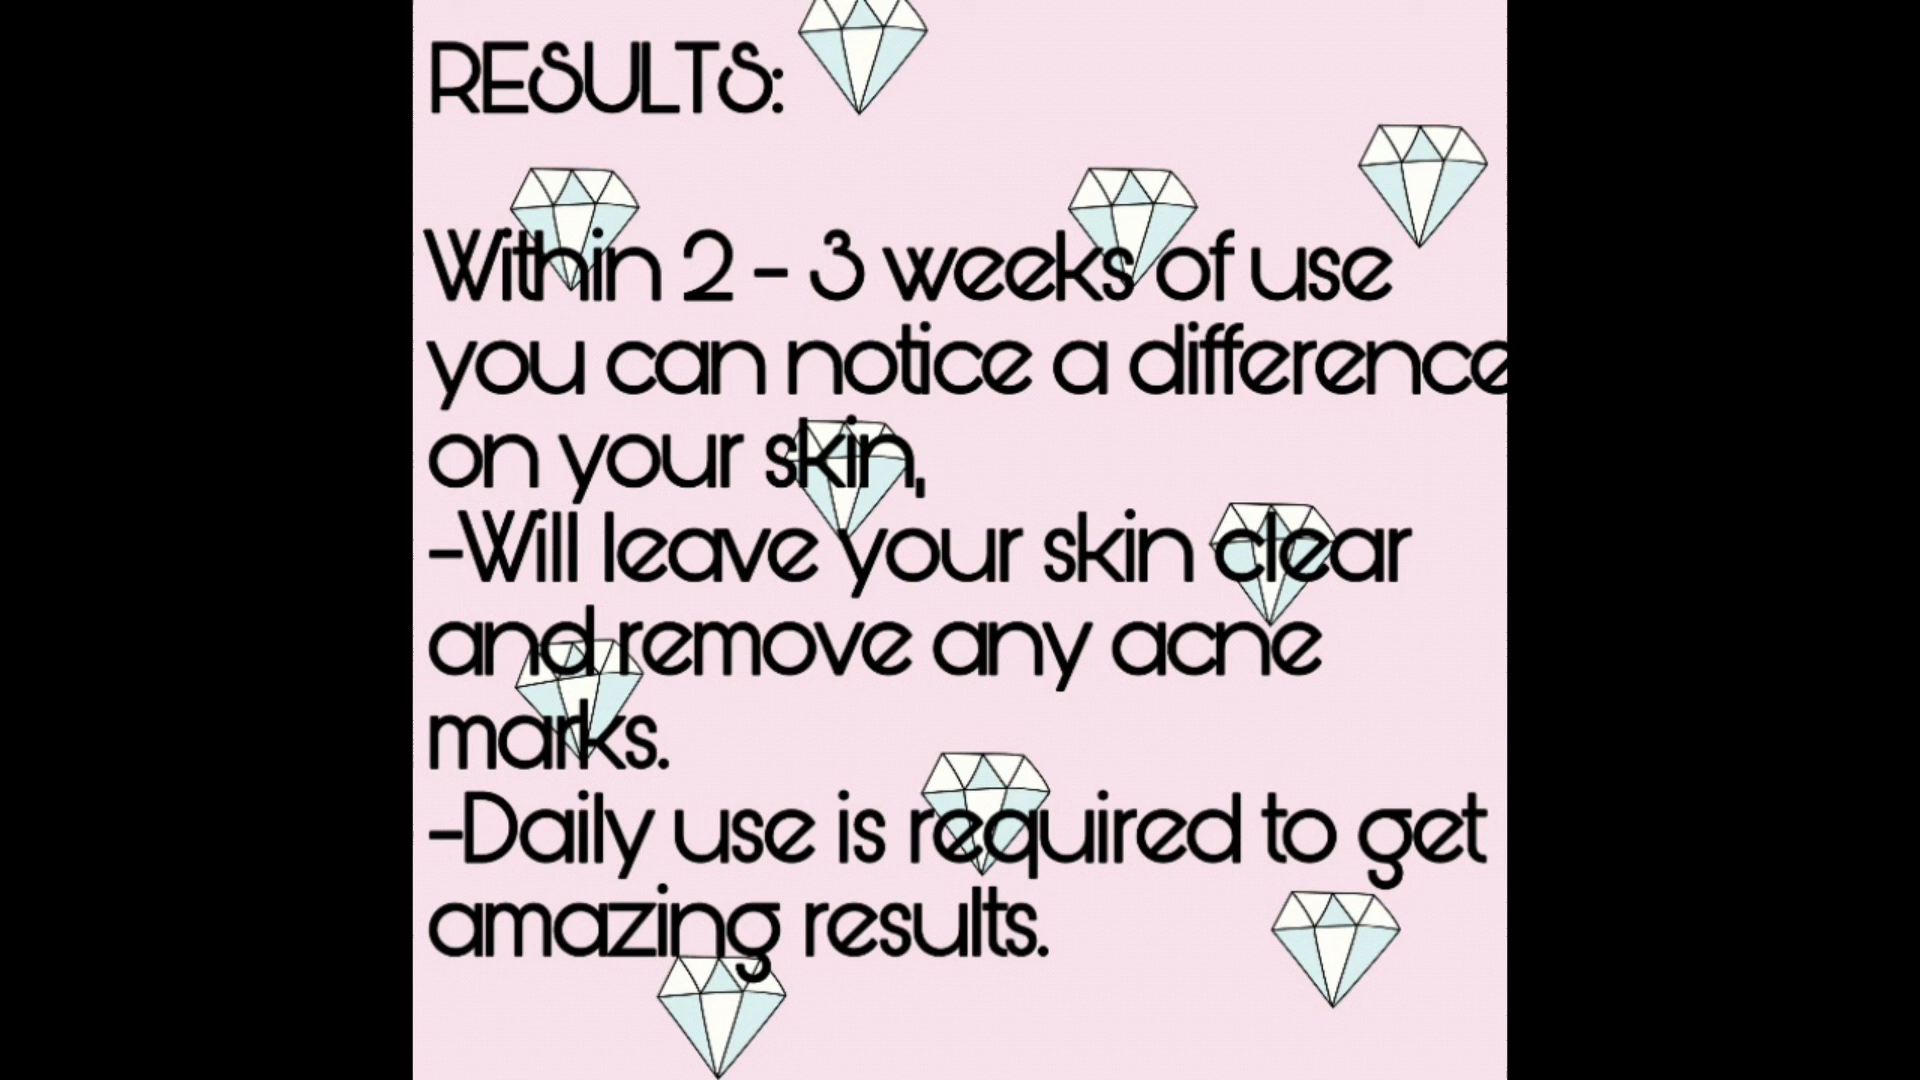 RESULTS:
Within 2 - 3 weeks of use
you can notice a difference
on your skin,
-Will leave your skin clear
and remove any acne
marks.
-Daily use is required to get
amazing results.